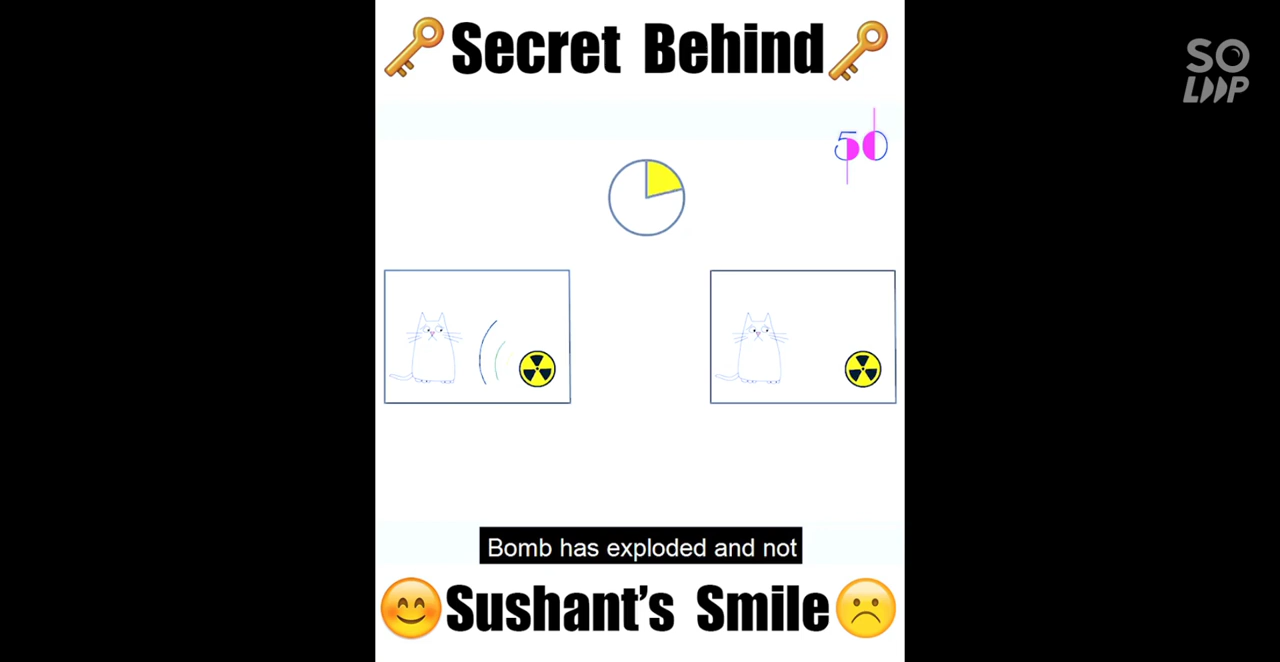 Secret Behind
SO
LOOP
50
Bomb has exploded and not
Sushant's Smile